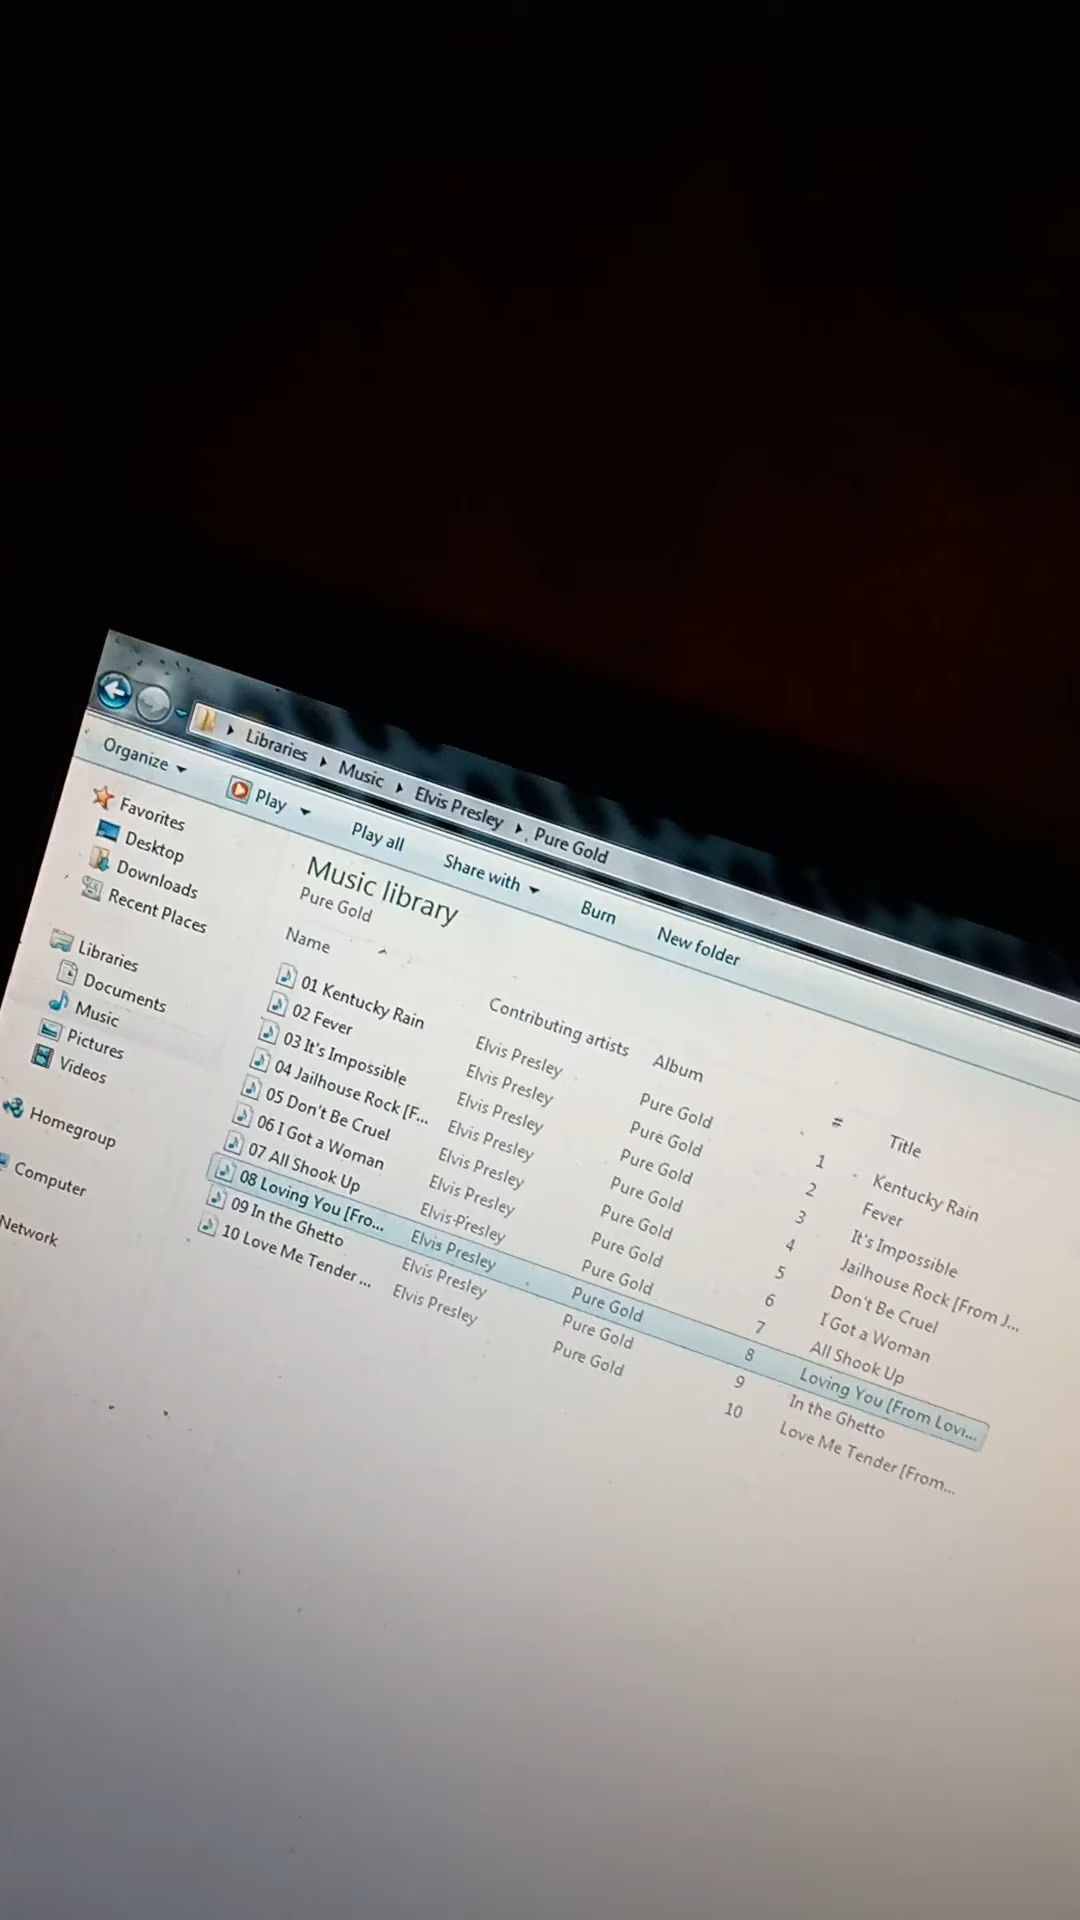 Libraries Music Elvis Presley Pure Gold
Organize Play Play all Share with Burn New folder
Favorites
Desktop
Downloads
Recent Places
Libraries
Documents
Music
Pictures
Videos
Homegroup
Computer
Network
Music library
Pure Gold
Name Contributing artists Album # Title
01 Kentucky Rain Elvis Presley Pure Gold 1 Kentucky Rain
02 Fever Elvis Presley Pure Gold 2 Fever
03 It's Impossible Elvis Presley Pure Gold 3 It's Impossible
04 Jailhouse Rock [F... Elvis Presley Pure Gold 4 Jailhouse Rock [From J...
05 Don't Be Cruel Elvis Presley Pure Gold 5 Don't Be Cruel
06 I Got a Woman Elvis Presley Pure Gold 6 I Got a Woman
07 All Shook Up Elvis Presley Pure Gold 7 All Shook Up
08 Loving You [Fro... Elvis Presley Pure Gold 8 Loving You [From Lovi...
09 In the Ghetto Elvis Presley Pure Gold 9 In the Ghetto
10 Love Me Tender ... Elvis Presley Pure Gold 10 Love Me Tender [From...